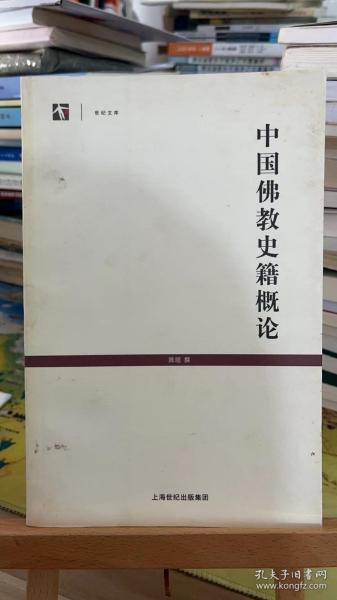 世纪文库
中国佛教史籍概论
陈垣 撰
上海世纪出版集团
孔夫子旧书网
www.kongfz.com